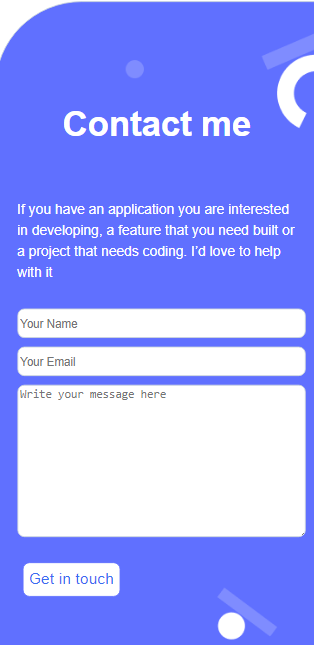 Contact me
If you have an application you are interested
in developing, a feature that you need built or
a project that needs coding. I'd love to help
with it
Your Name
Your Email
Write your message here
Get in touch